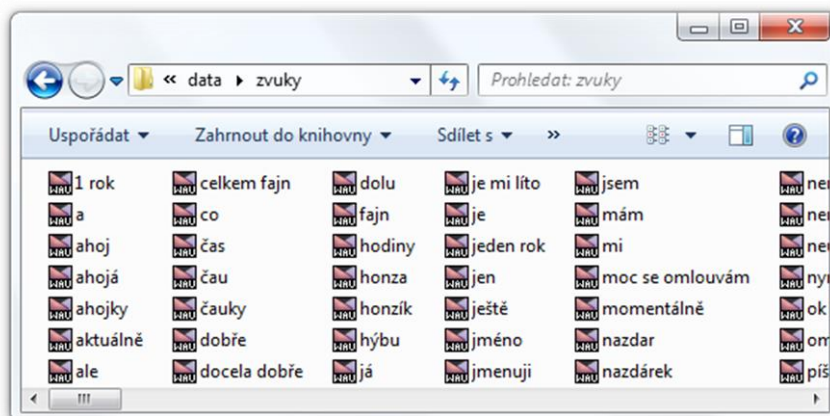 « data ▸ zvuky
Prohledat: zvuky
Uspořádat
Zahrnout do knihovny
Sdílet s
»
1 rok
a
ahoj
ahojá
ahojky
aktuálně
ale
celkem fajn
co
čas
čau
čauky
dobře
docela dobře
dolu
fajn
hodiny
honza
honzík
hýbu
já
je mi líto
je
jeden rok
jen
ještě
jméno
jmenuji
jsem
mám
mi
moc se omlouvám
momentálně
nazdar
nazdárek
ok